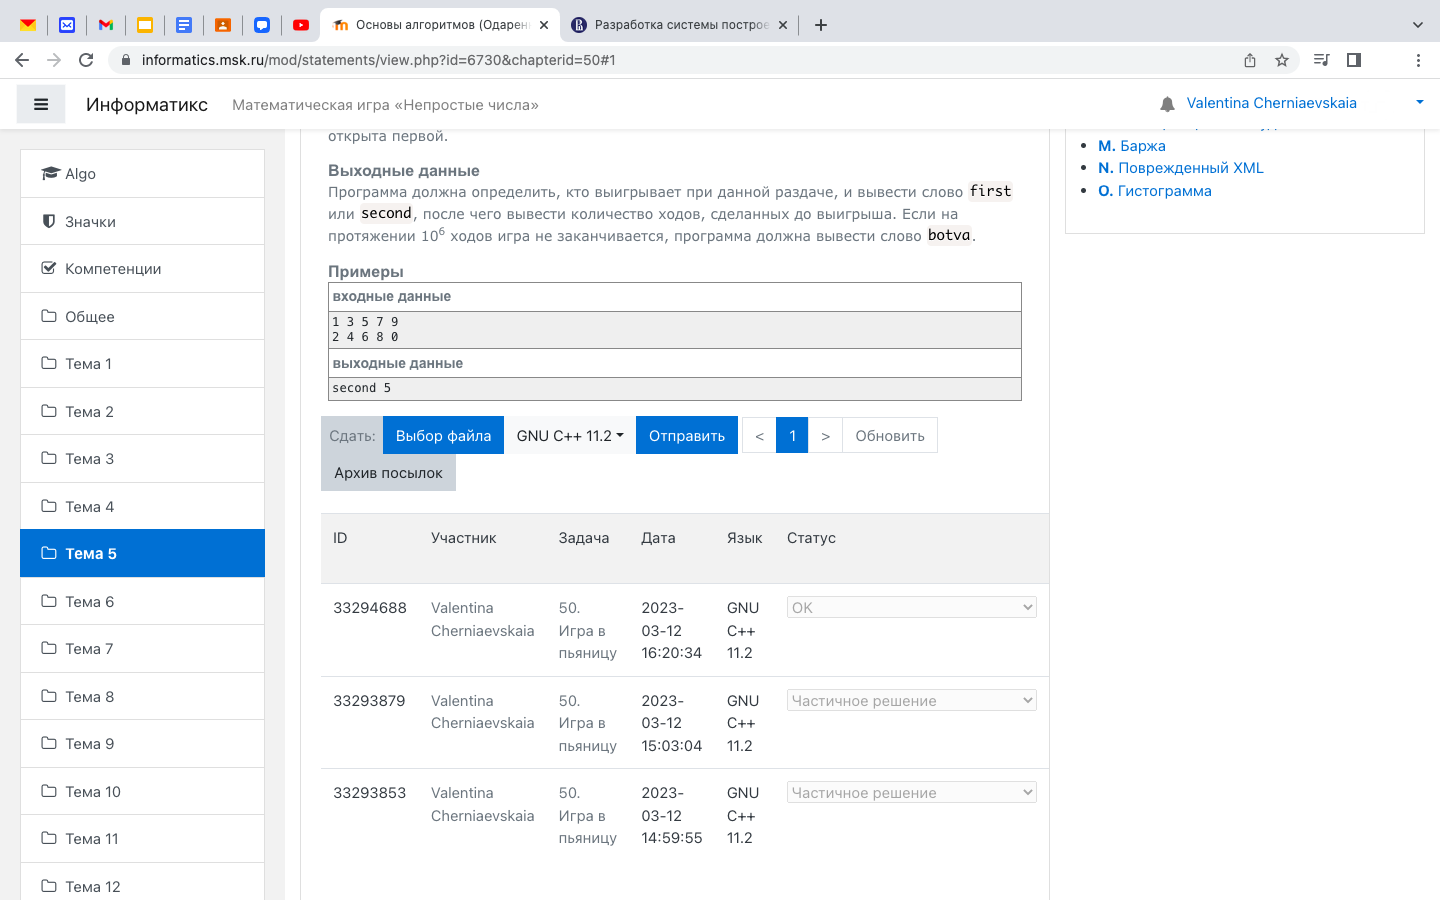 Основы алгоритмов (Одарен
Разработка системы построе
informatics.msk.ru/mod/statements/view.php?id=6730&chapterid=50#1
Информатикс
Математическая игра «Непростые числа»
Valentina Cherniaevskaia
Algo
Значки
Компетенции
Общее
Тема 1
Тема 2
Тема 3
Тема 4
Тема 5
Тема 6
Тема 7
Тема 8
Тема 9
Тема 10
Тема 11
Тема 12
открыта первой.
Выходные данные
Программа должна определить, кто выигрывает при данной раздаче, и вывести слово first
или second, после чего вывести количество ходов, сделанных до выигрыша. Если на
протяжении 10⁶ ходов игра не заканчивается, программа должна вывести слово botva.
Примеры
входные данные
1 3 5 7 9
2 4 6 8 0
выходные данные
second 5
Сдать: Выбор файла GNU C++ 11.2 Отправить < 1 > Обновить
Архив посылок
ID Участник Задача Дата Язык Статус
33294688 Valentina 50. 2023- GNU OK
Cherniaevskaia Игра в 03-12 C++
пьяницу 16:20:34 11.2
33293879 Valentina 50. 2023- GNU Частичное решение
Cherniaevskaia Игра в 03-12 C++
пьяницу 15:03:04 11.2
33293853 Valentina 50. 2023- GNU Частичное решение
Cherniaevskaia Игра в 03-12 C++
пьяницу 14:59:55 11.2
M. Баржа
N. Поврежденный XML
O. Гистограмма